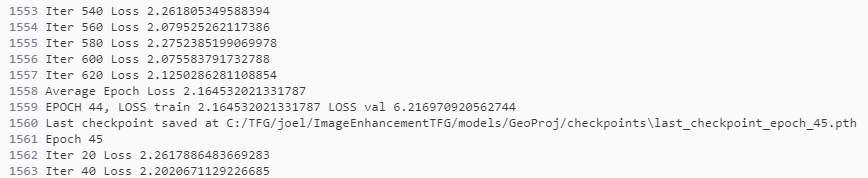 1553 Iter 540 Loss 2.261805349588394
1554 Iter 560 Loss 2.079525262117386
1555 Iter 580 Loss 2.2752385199069978
1556 Iter 600 Loss 2.075583791732788
1557 Iter 620 Loss 2.1250286281108854
1558 Average Epoch Loss 2.164532021331787
1559 EPOCH 44, LOSS train 2.164532021331787 LOSS val 6.216970920562744
1560 Last checkpoint saved at C:/TFG/joel/ImageEnhancementTFG/models/GeoProj/checkpoints\last_checkpoint_epoch_45.pth
1561 Epoch 45
1562 Iter 20 Loss 2.2617886483669283
1563 Iter 40 Loss 2.2020671129226685